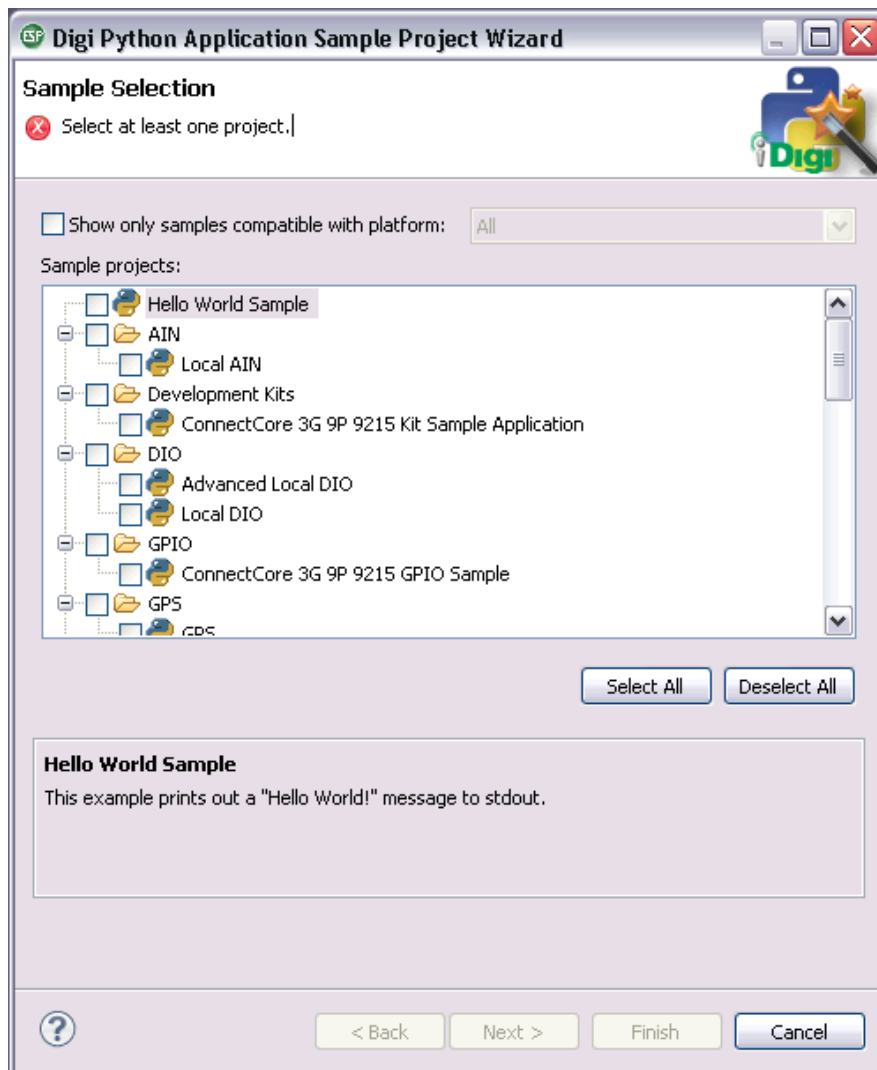 ESP Digi Python Application Sample Project Wizard
Sample Selection
Select at least one project.
iDigi
Show only samples compatible with platform: All
Sample projects:
Hello World Sample
AIN
Local AIN
Development Kits
ConnectCore 3G 9P 9215 Kit Sample Application
DIO
Advanced Local DIO
Local DIO
GPIO
ConnectCore 3G 9P 9215 GPIO Sample
GPS
GPS
Select All Deselect All
Hello World Sample
This example prints out a "Hello World!" message to stdout.
? < Back Next > Finish Cancel